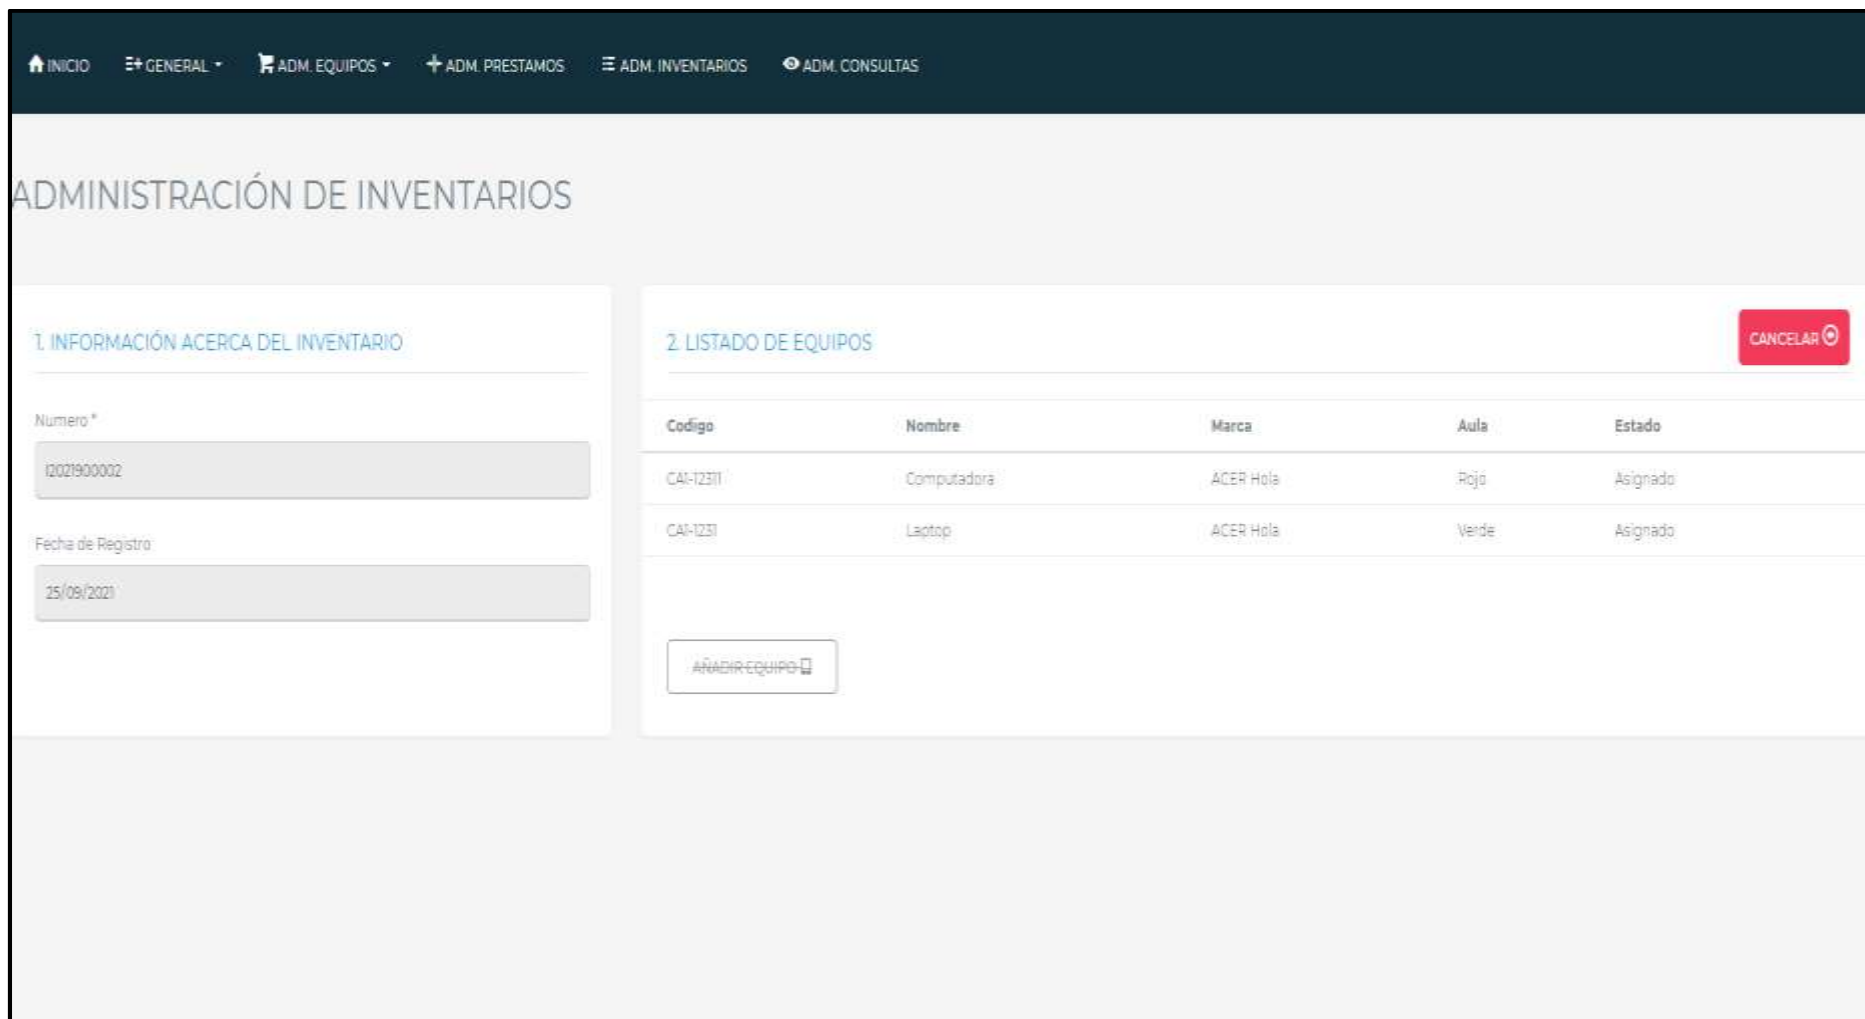 INICIO GENERAL ADM. EQUIPOS ADM. PRESTAMOS ADM. INVENTARIOS ADM. CONSULTAS
ADMINISTRACIÓN DE INVENTARIOS
1. INFORMACIÓN ACERCA DEL INVENTARIO
Numero *
I2021900002
Fecha de Registro
25/09/2021
2. LISTADO DE EQUIPOS
CANCELAR
Codigo Nombre Marca Aula Estado
CA1-12311 Computadora ACER Hola Rojo Asignado
CA1-1231 Laptop ACER Hola Verde Asignado
AÑADIR EQUIPO